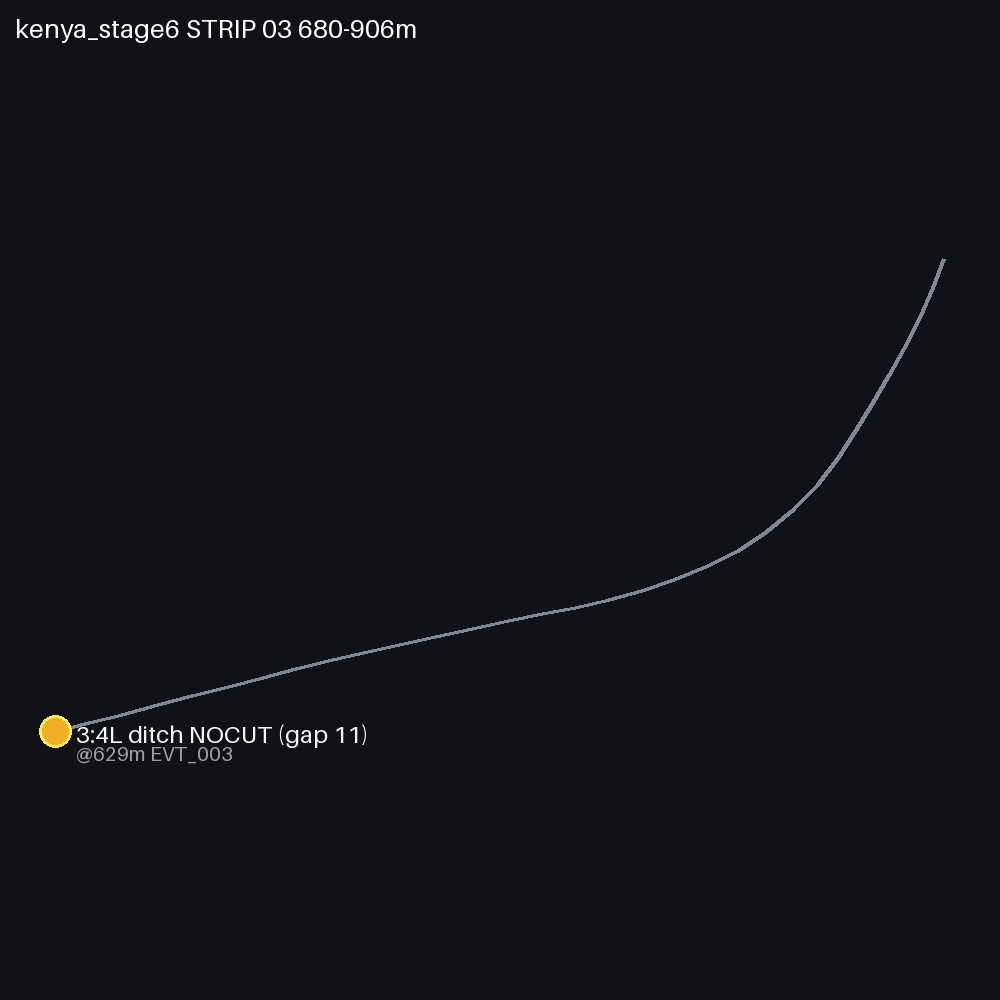 kenya_stage6 STRIP 03 680-906m
3:4L ditch NOCUT (gap 11)
@629m EVT_003